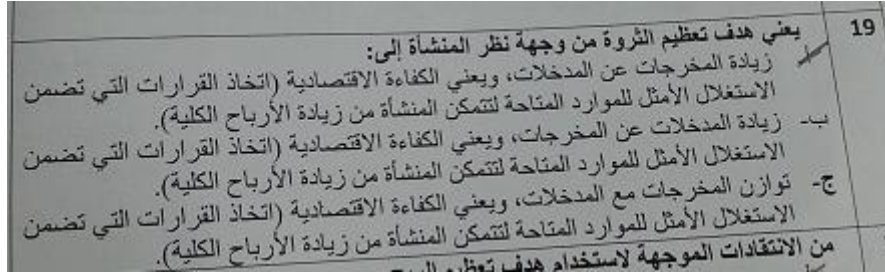 19 يعني هدف تعظيم الثروة من وجهة نظر المنشأة إلى:
زيادة المخرجات عن المدخلات، ويعني الكفاءة الاقتصادية (اتخاذ القرارات التي تضمن
الاستغلال الأمثل للموارد المتاحة لتتمكن المنشأة من زيادة الأرباح الكلية).
ب- زيادة المدخلات عن المخرجات، ويعني الكفاءة الاقتصادية (اتخاذ القرارات التي تضمن
الاستغلال الأمثل للموارد المتاحة لتتمكن المنشأة من زيادة الأرباح الكلية).
ج- توازن المخرجات مع المدخلات، ويعني الكفاءة الاقتصادية (اتخاذ القرارات التي تضمن
الاستغلال الأمثل للموارد المتاحة لتتمكن المنشأة من زيادة الأرباح الكلية).
من الانتقادات الموجهة لاستخدام هدف تعظيم